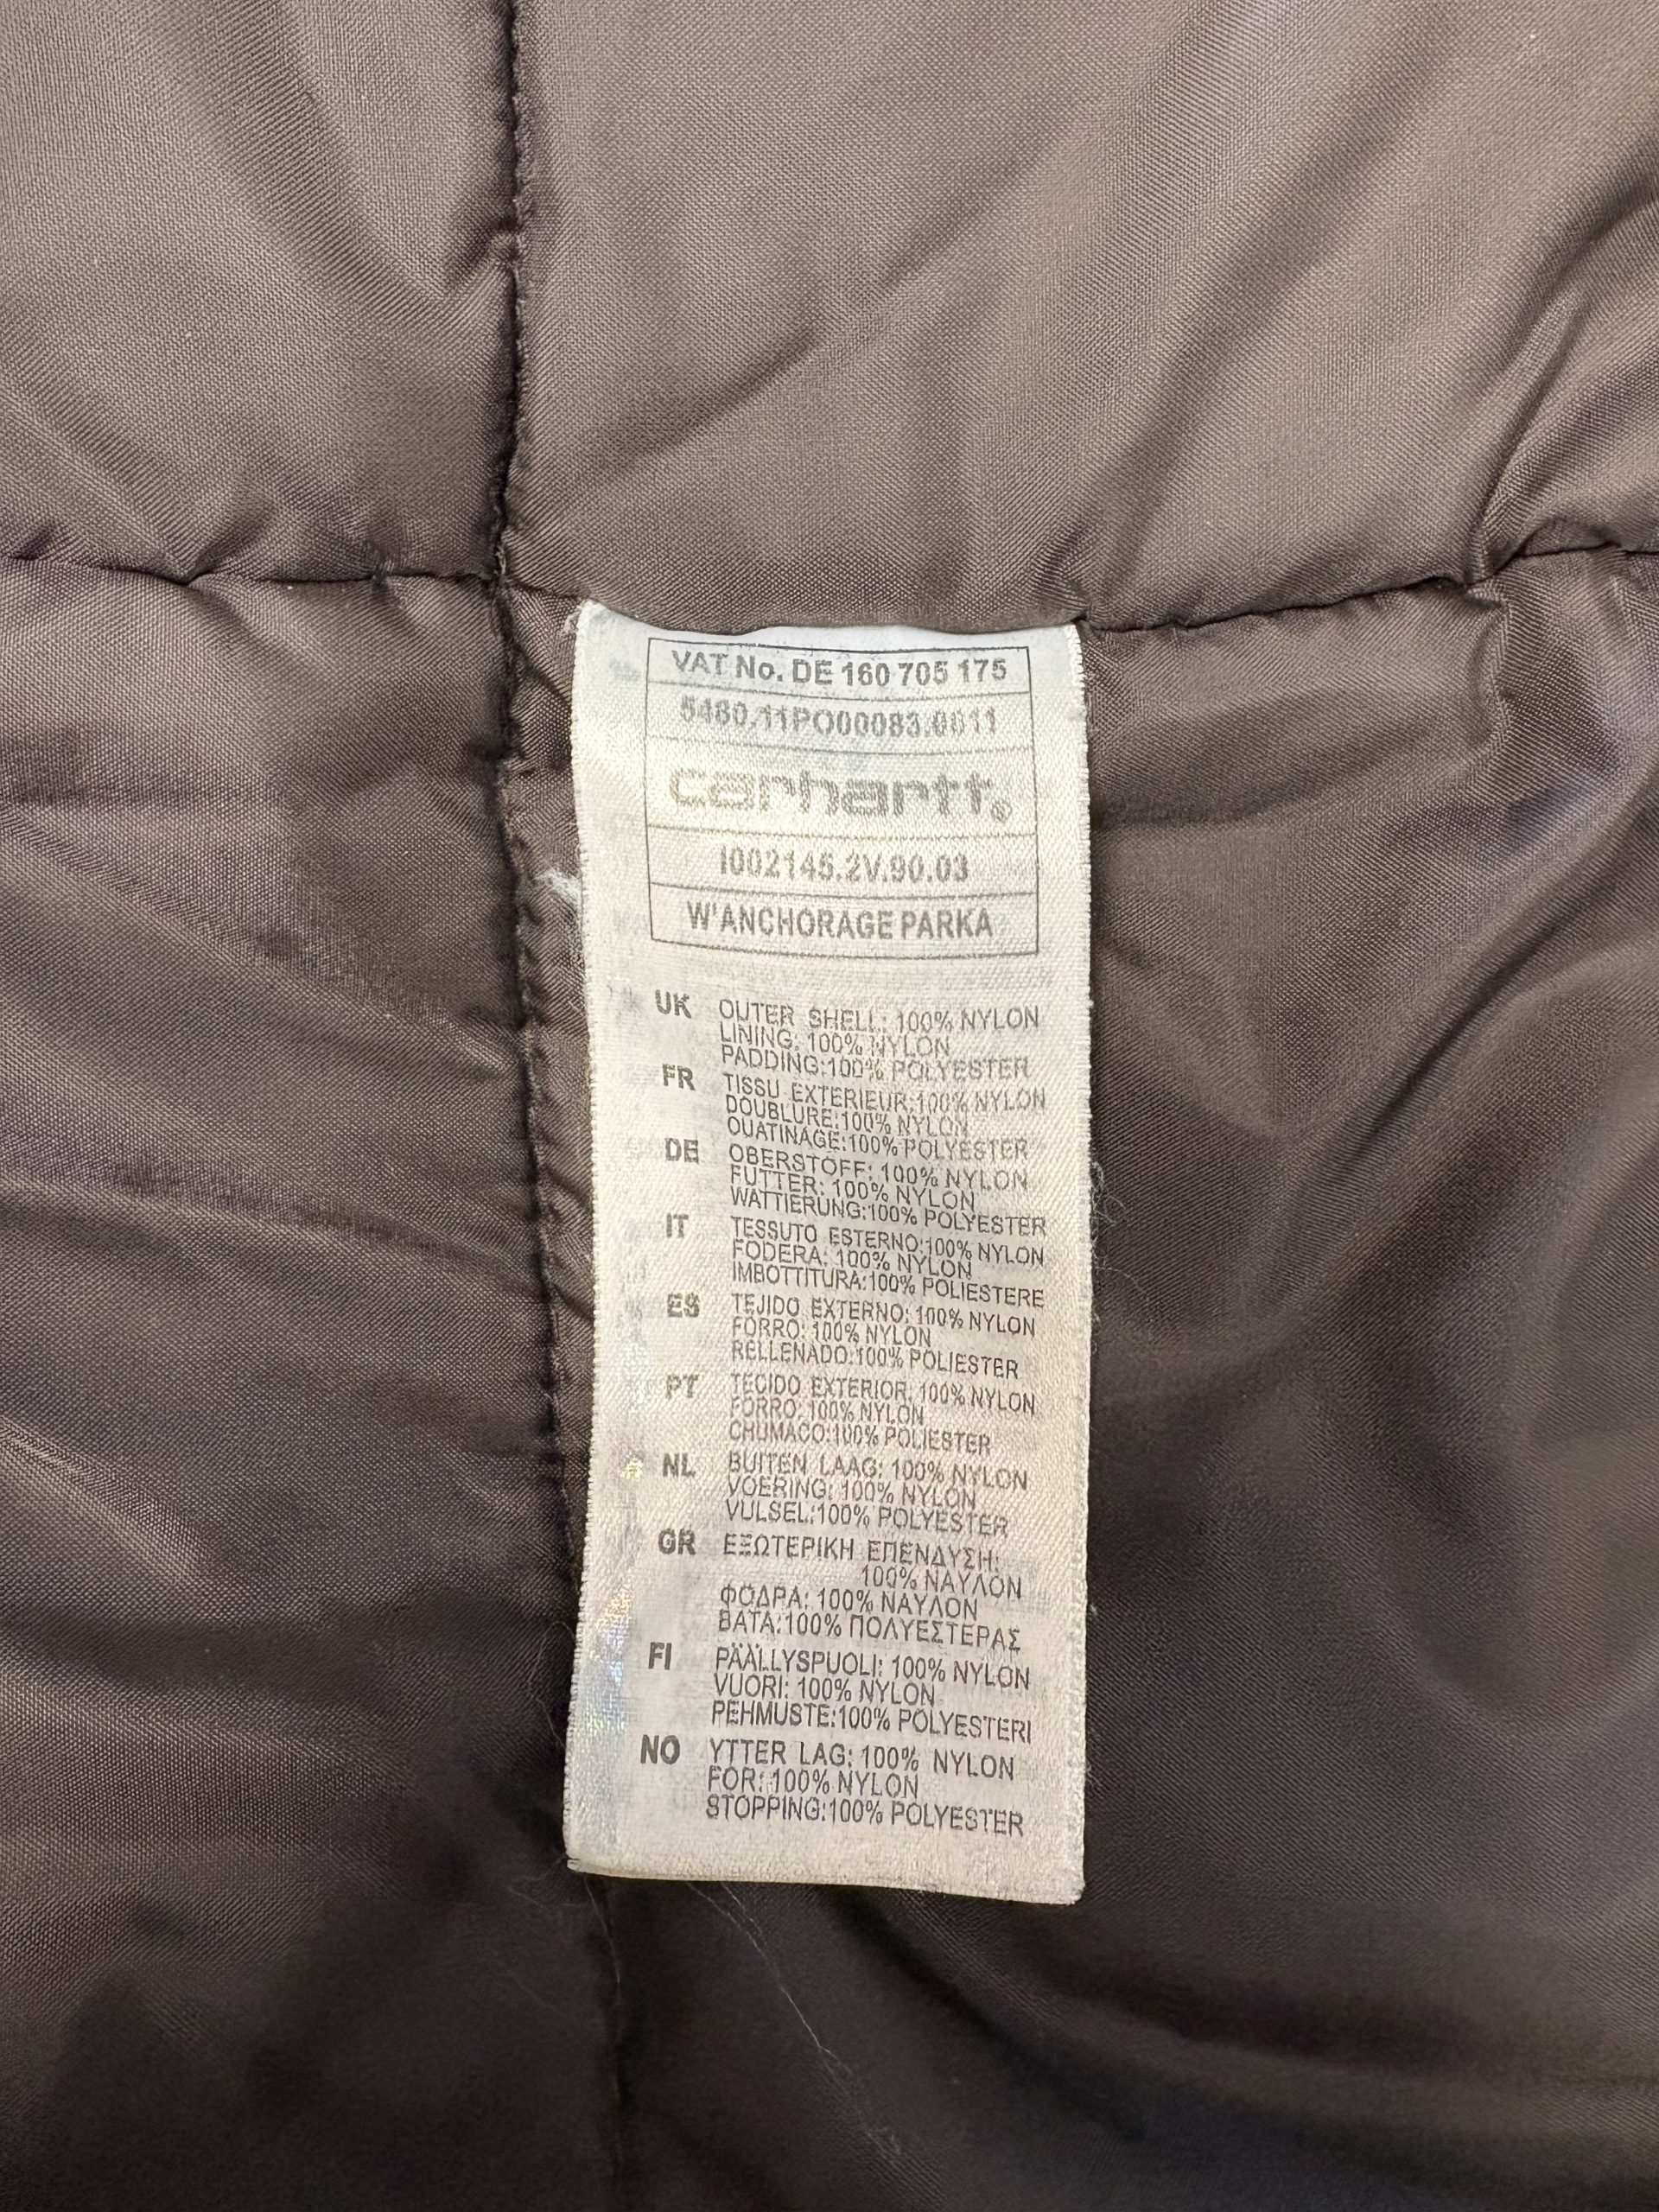 VAT No. DE 160 705 175
5480.11PO00083.0611
carhartt®
I002145.2V.90.03
W'ANCHORAGE PARKA
UK OUTER SHELL: 100% NYLON
LINING: 100% NYLON
PADDING:100% POLYESTER
FR TISSU EXTERIEUR:100% NYLON
DOUBLURE:100% NYLON
OUATINAGE:100% POLYESTER
DE OBERSTOFF: 100% NYLON
FUTTER: 100% NYLON
WATTIERUNG:100% POLYESTER
IT TESSUTO ESTERNO:100% NYLON
FODERA: 100% NYLON
IMBOTTITURA:100% POLIESTERE
ES TEJIDO EXTERNO: 100% NYLON
FORRO: 100% NYLON
RELLENADO:100% POLIESTER
PT TECIDO EXTERIOR: 100% NYLON
FORRO: 100% NYLON
CHUMACO:100% POLIESTER
NL BUITEN LAAG: 100% NYLON
VOERING: 100% NYLON
VULSEL:100% POLYESTER
GR ΕΞΩΤΕΡΙΚΗ ΕΠΕΝΔΥΣΗ:
100% ΝΑΥΛΟΝ
ΦΟΔΡΑ: 100% ΝΑΥΛΟΝ
ΒΑΤΑ:100% ΠΟΛΥΕΣΤΕΡΑΣ
FI PÄÄLLYSPUOLI: 100% NYLON
VUORI: 100% NYLON
PEHMUSTE:100% POLYESTERI
NO YTTER LAG: 100% NYLON
FOR: 100% NYLON
STOPPING:100% POLYESTER